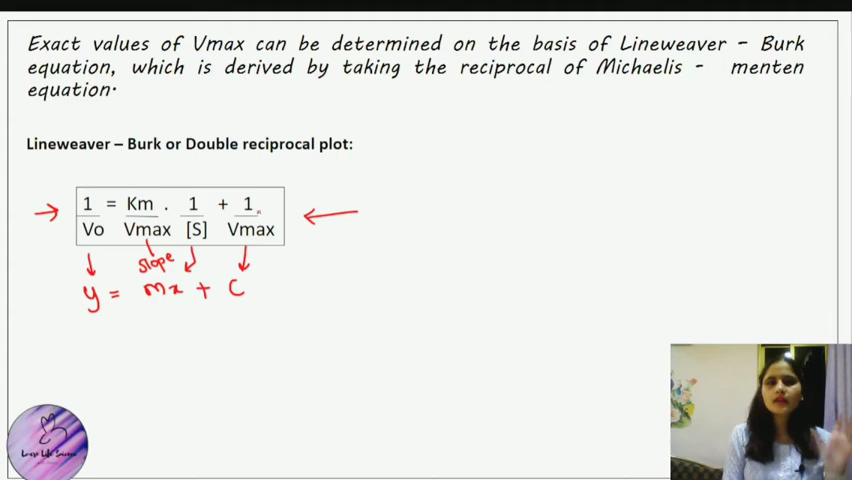 Exact values of Vmax can be determined on the basis of Lineweaver - Burk
equation, which is derived by taking the reciprocal of Michaelis - menten
equation.
Lineweaver – Burk or Double reciprocal plot:
1 = Km . 1 + 1
Vo Vmax [S] Vmax
slope
y = mx + C